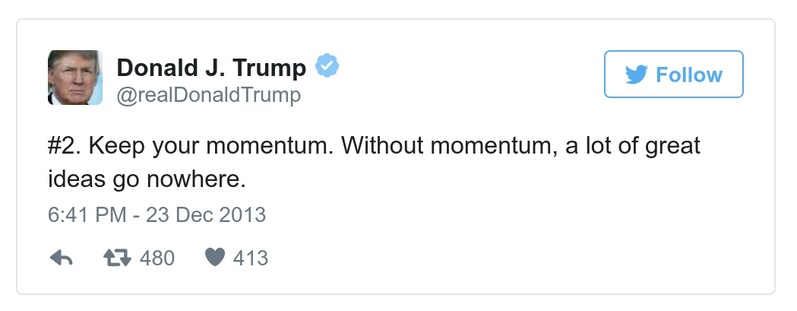 Donald J. Trump
@realDonaldTrump
Follow
#2. Keep your momentum. Without momentum, a lot of great
ideas go nowhere.
6:41 PM - 23 Dec 2013
480 413